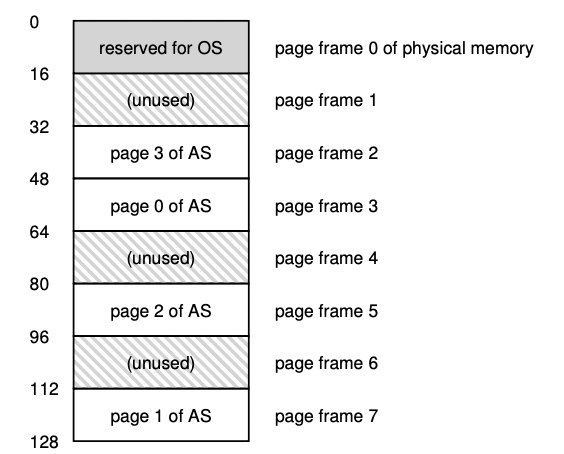 0
reserved for OS page frame 0 of physical memory
16
(unused) page frame 1
32
page 3 of AS page frame 2
48
page 0 of AS page frame 3
64
(unused) page frame 4
80
page 2 of AS page frame 5
96
(unused) page frame 6
112
page 1 of AS page frame 7
128